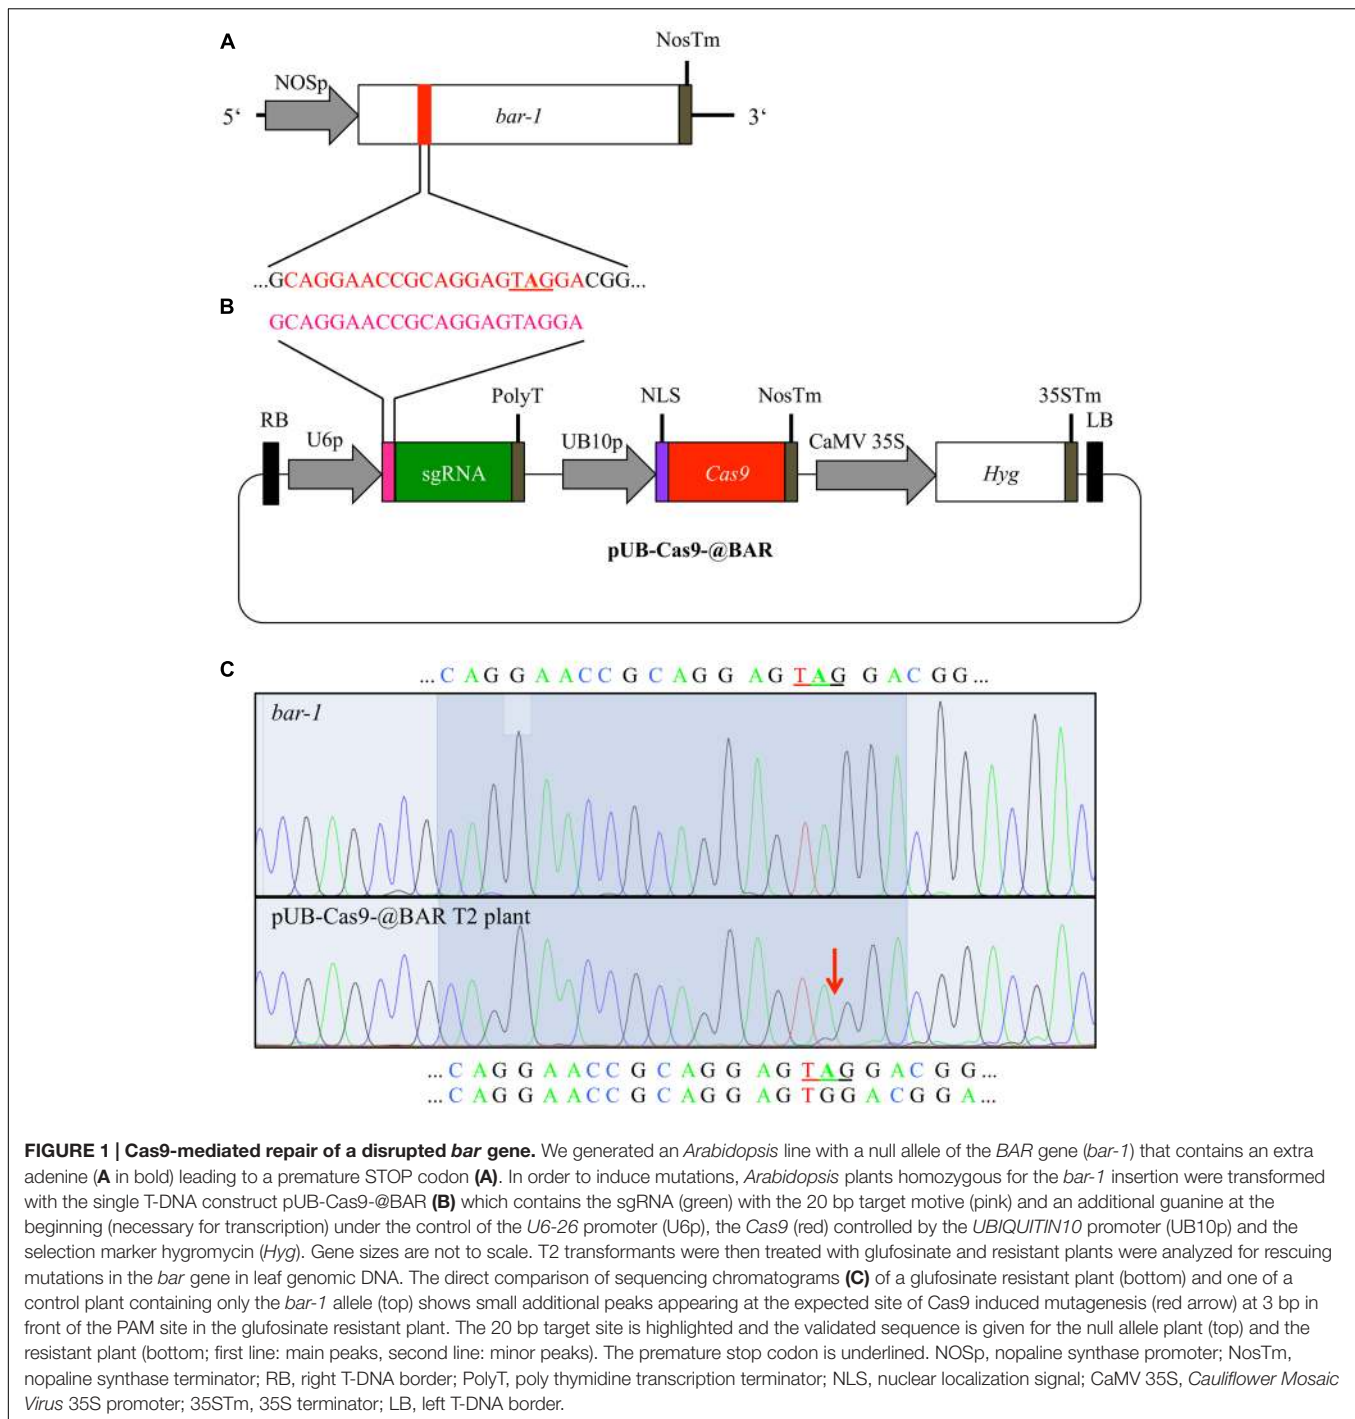 A
NosTm
NOSp
5‘
bar-1
3‘
...GCAGGAACCGCAGGAGTAGGACGG...
B
GCAGGAACCGCAGGAGTAGGA
PolyT
NLS
NosTm
35STm
RB
U6p
UB10p
CaMV 35S
LB
sgRNA
Cas9
Hyg
pUB-Cas9-@BAR
C
...C A G G A A C C G C A G G A G T A G G A C G G...
bar-1
pUB-Cas9-@BAR T2 plant
...C A G G A A C C G C A G G A G T A G G A C G G...
...C A G G A A C C G C A G G A G T G G A C G G A...
FIGURE 1 | Cas9-mediated repair of a disrupted bar gene. We generated an Arabidopsis line with a null allele of the BAR gene (bar-1) that contains an extra
adenine (A in bold) leading to a premature STOP codon (A). In order to induce mutations, Arabidopsis plants homozygous for the bar-1 insertion were transformed
with the single T-DNA construct pUB-Cas9-@BAR (B) which contains the sgRNA (green) with the 20 bp target motive (pink) and an additional guanine at the
beginning (necessary for transcription) under the control of the U6-26 promoter (U6p), the Cas9 (red) controlled by the UBIQUITIN10 promoter (UB10p) and the
selection marker hygromycin (Hyg). Gene sizes are not to scale. T2 transformants were then treated with glufosinate and resistant plants were analyzed for rescuing
mutations in the bar gene in leaf genomic DNA. The direct comparison of sequencing chromatograms (C) of a glufosinate resistant plant (bottom) and one of a
control plant containing only the bar-1 allele (top) shows small additional peaks appearing at the expected site of Cas9 induced mutagenesis (red arrow) at 3 bp in
front of the PAM site in the glufosinate resistant plant. The 20 bp target site is highlighted and the validated sequence is given for the null allele plant (top) and the
resistant plant (bottom; first line: main peaks, second line: minor peaks). The premature stop codon is underlined. NOSp, nopaline synthase promoter; NosTm,
nopaline synthase terminator; RB, right T-DNA border; PolyT, poly thymidine transcription terminator; NLS, nuclear localization signal; CaMV 35S, Cauliflower Mosaic
Virus 35S promoter; 35STm, 35S terminator; LB, left T-DNA border.